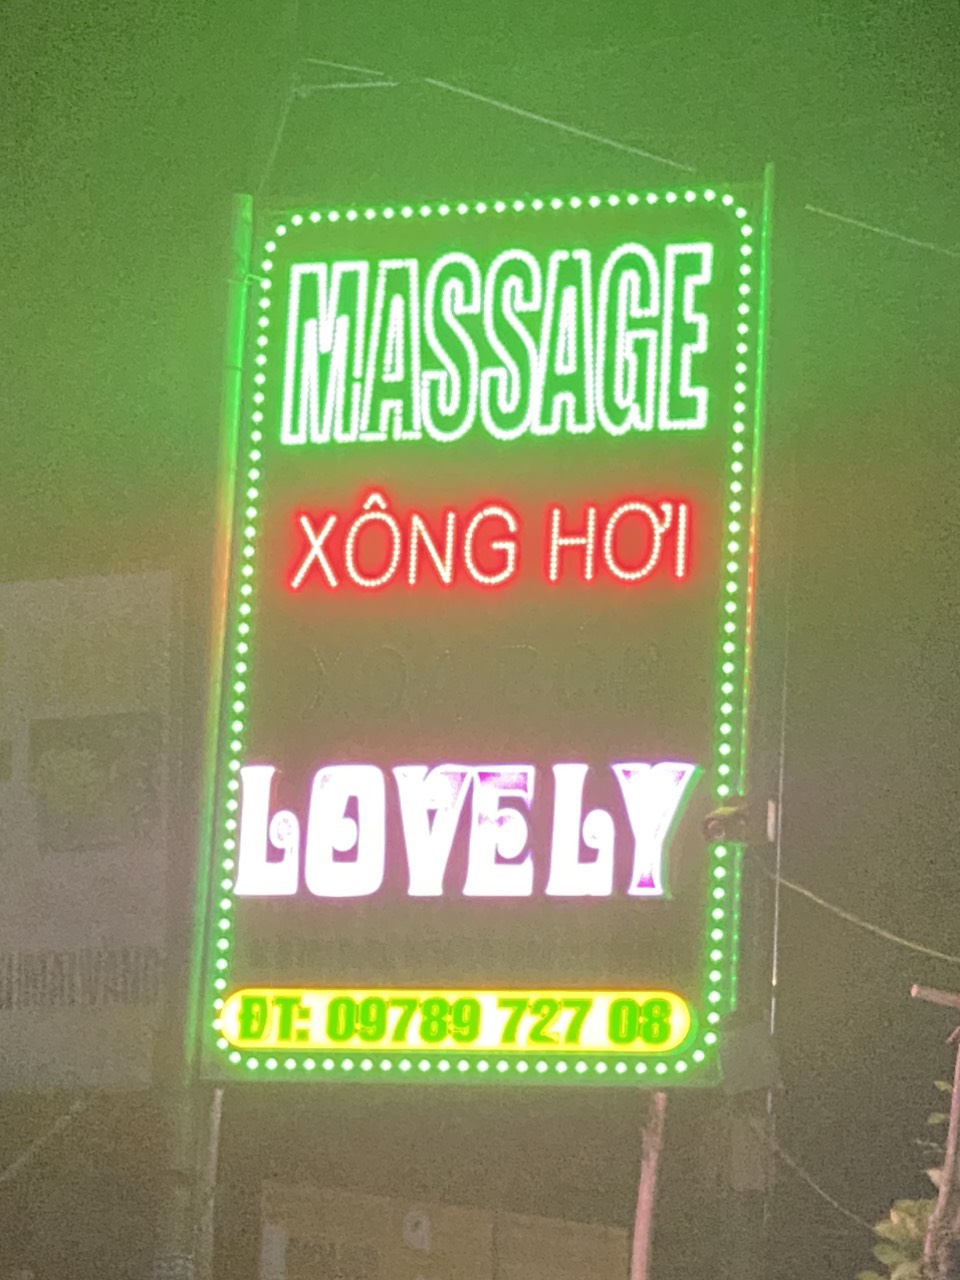 MASSAGE
XÔNG HƠI
LOVELY
ĐT: 09789 727 08